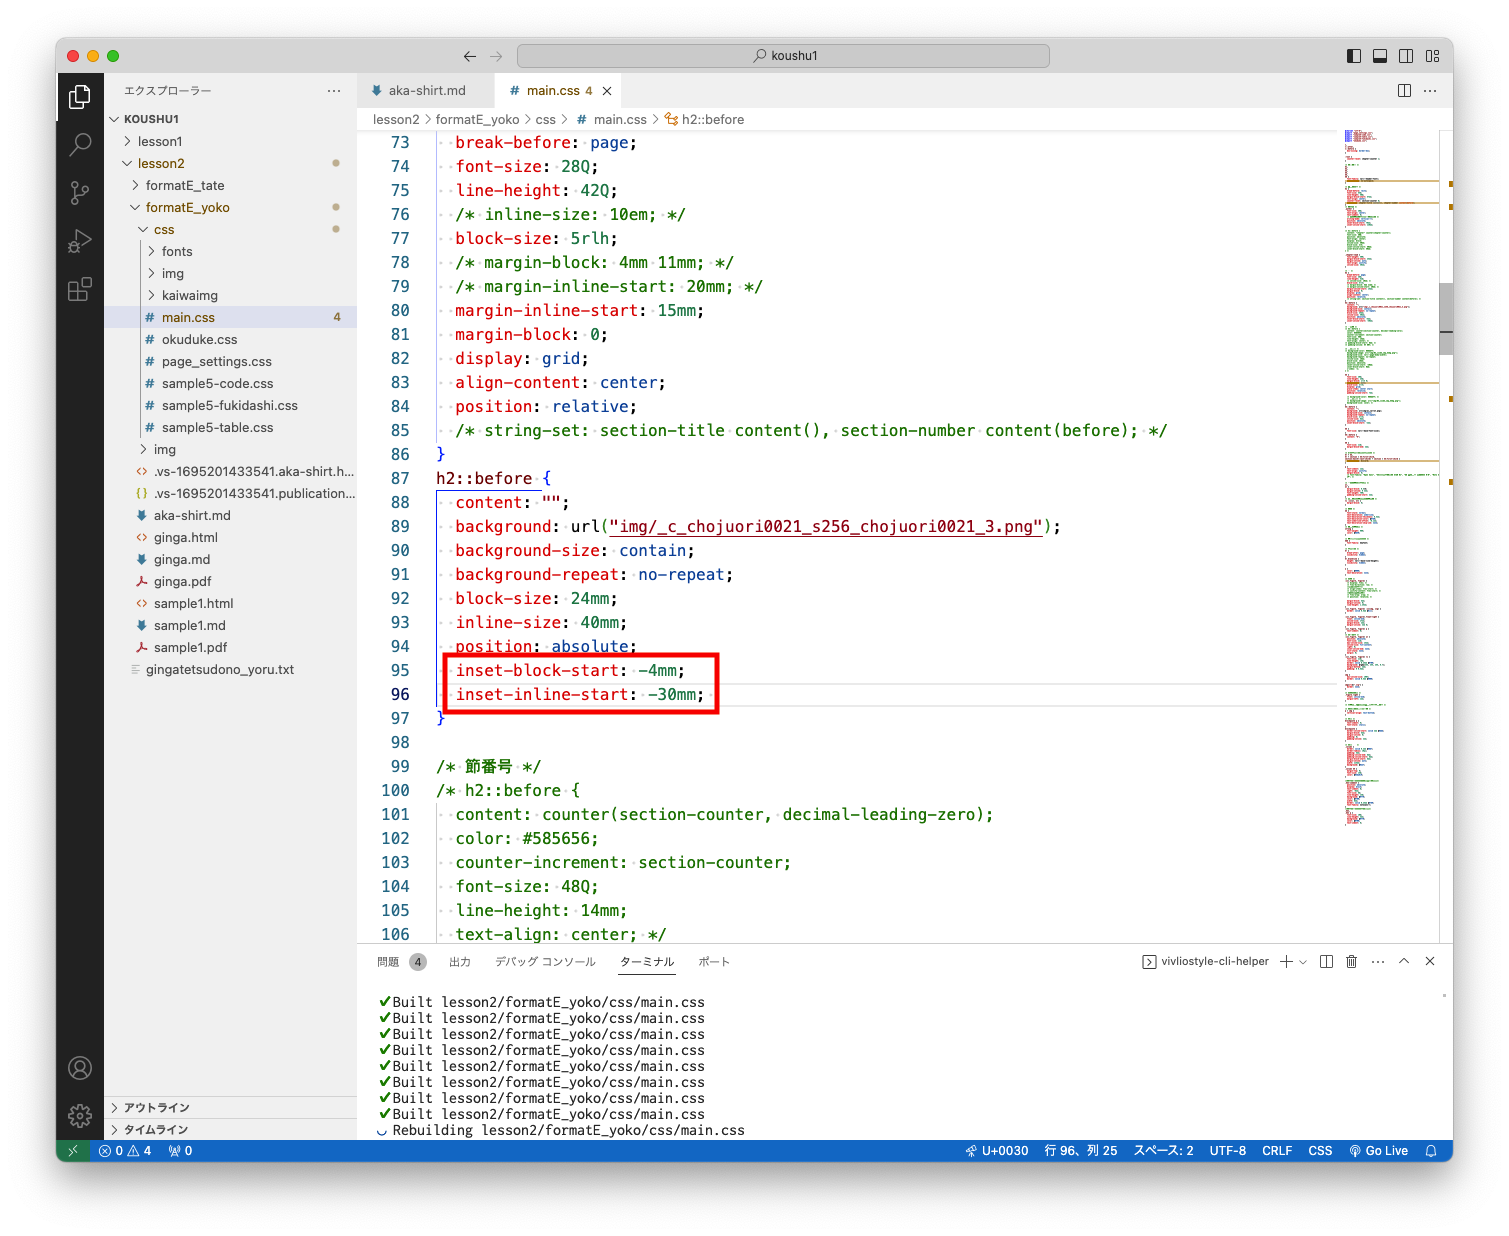 koushu1
エクスプローラー
KOUSHU1
lesson1
lesson2
formatE_tate
formatE_yoko
css
fonts
img
kaiwaimg
main.css 4
okuduke.css
page_settings.css
sample5-code.css
sample5-fukidashi.css
sample5-table.css
img
.vs-1695201433541.aka-shirt.h...
.vs-1695201433541.publication...
aka-shirt.md
ginga.html
ginga.md
ginga.pdf
sample1.html
sample1.md
sample1.pdf
gingatetsudono_yoru.txt
アウトライン
タイムライン
aka-shirt.md
main.css 4
lesson2 > formatE_yoko > css > # main.css > h2::before
73 break-before: page;
74 font-size: 28Q;
75 line-height: 42Q;
76 /* inline-size: 10em; */
77 block-size: 5rlh;
78 /* margin-block: 4mm 11mm; */
79 /* margin-inline-start: 20mm; */
80 margin-inline-start: 15mm;
81 margin-block: 0;
82 display: grid;
83 align-content: center;
84 position: relative;
85 /* string-set: section-title content(), section-number content(before); */
86 }
87 h2::before {
88 content: "";
89 background: url("img/_c_chojuori0021_s256_chojuori0021_3.png");
90 background-size: contain;
91 background-repeat: no-repeat;
92 block-size: 24mm;
93 inline-size: 40mm;
94 position: absolute;
95 inset-block-start: -4mm;
96 inset-inline-start: -30mm;
97 }
98
99 /* 節番号 */
100 /* h2::before {
101 content: counter(section-counter, decimal-leading-zero);
102 color: #585656;
103 counter-increment: section-counter;
104 font-size: 48Q;
105 line-height: 14mm;
106 text-align: center; */
問題 4 出力 デバッグ コンソール ターミナル ポート
vivliostyle-cli-helper
✔Built lesson2/formatE_yoko/css/main.css
✔Built lesson2/formatE_yoko/css/main.css
✔Built lesson2/formatE_yoko/css/main.css
✔Built lesson2/formatE_yoko/css/main.css
✔Built lesson2/formatE_yoko/css/main.css
✔Built lesson2/formatE_yoko/css/main.css
✔Built lesson2/formatE_yoko/css/main.css
✔Built lesson2/formatE_yoko/css/main.css
Rebuilding lesson2/formatE_yoko/css/main.css
0 4 0 U+0030 行 96、列 25 スペース: 2 UTF-8 CRLF CSS Go Live